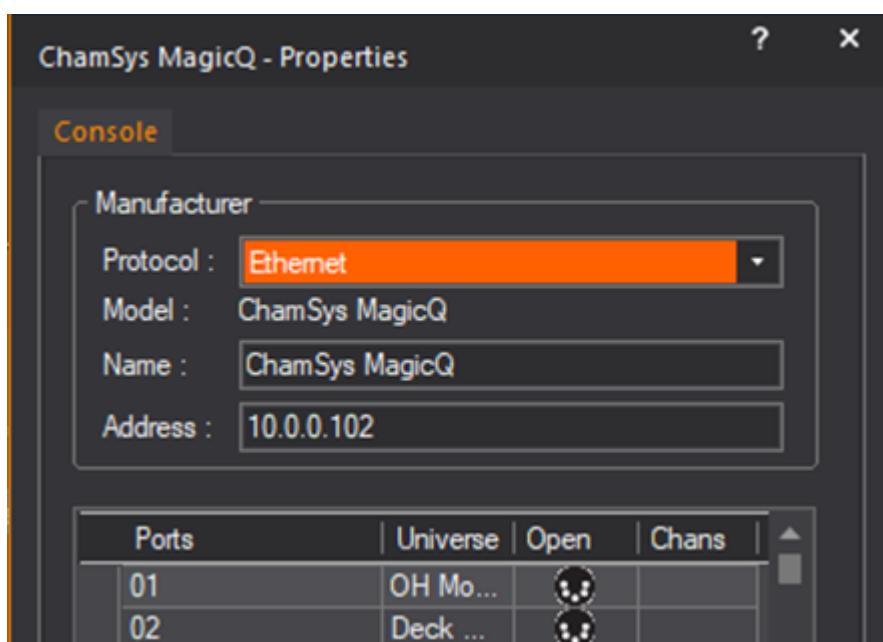 ChamSys MagicQ - Properties ? ×
Console
Manufacturer
Protocol : Ethernet
Model : ChamSys MagicQ
Name : ChamSys MagicQ
Address : 10.0.0.102
Ports Universe Open Chans
01 OH Mo...
02 Deck ...